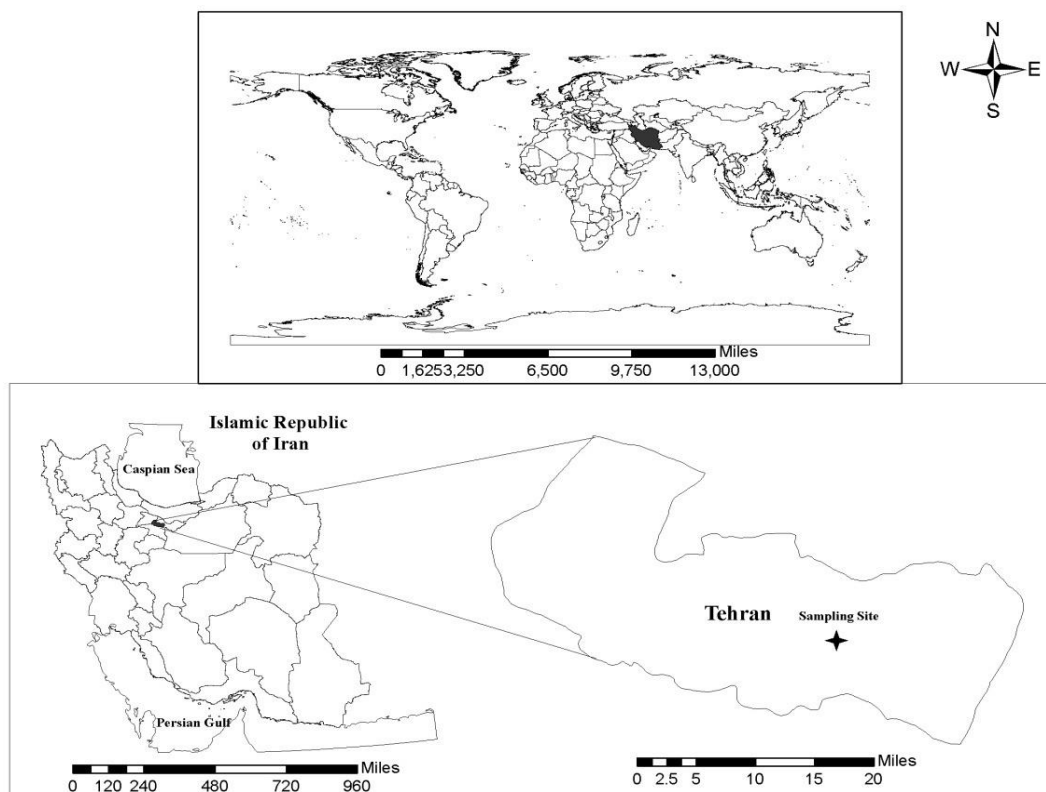 N
W E
S
Miles
0 1,6253,250 6,500 9,750 13,000
Islamic Republic
of Iran
Caspian Sea
Tehran
Sampling Site
Persian Gulf
Miles
0 120 240 480 720 960
Miles
0 2.5 5 10 15 20